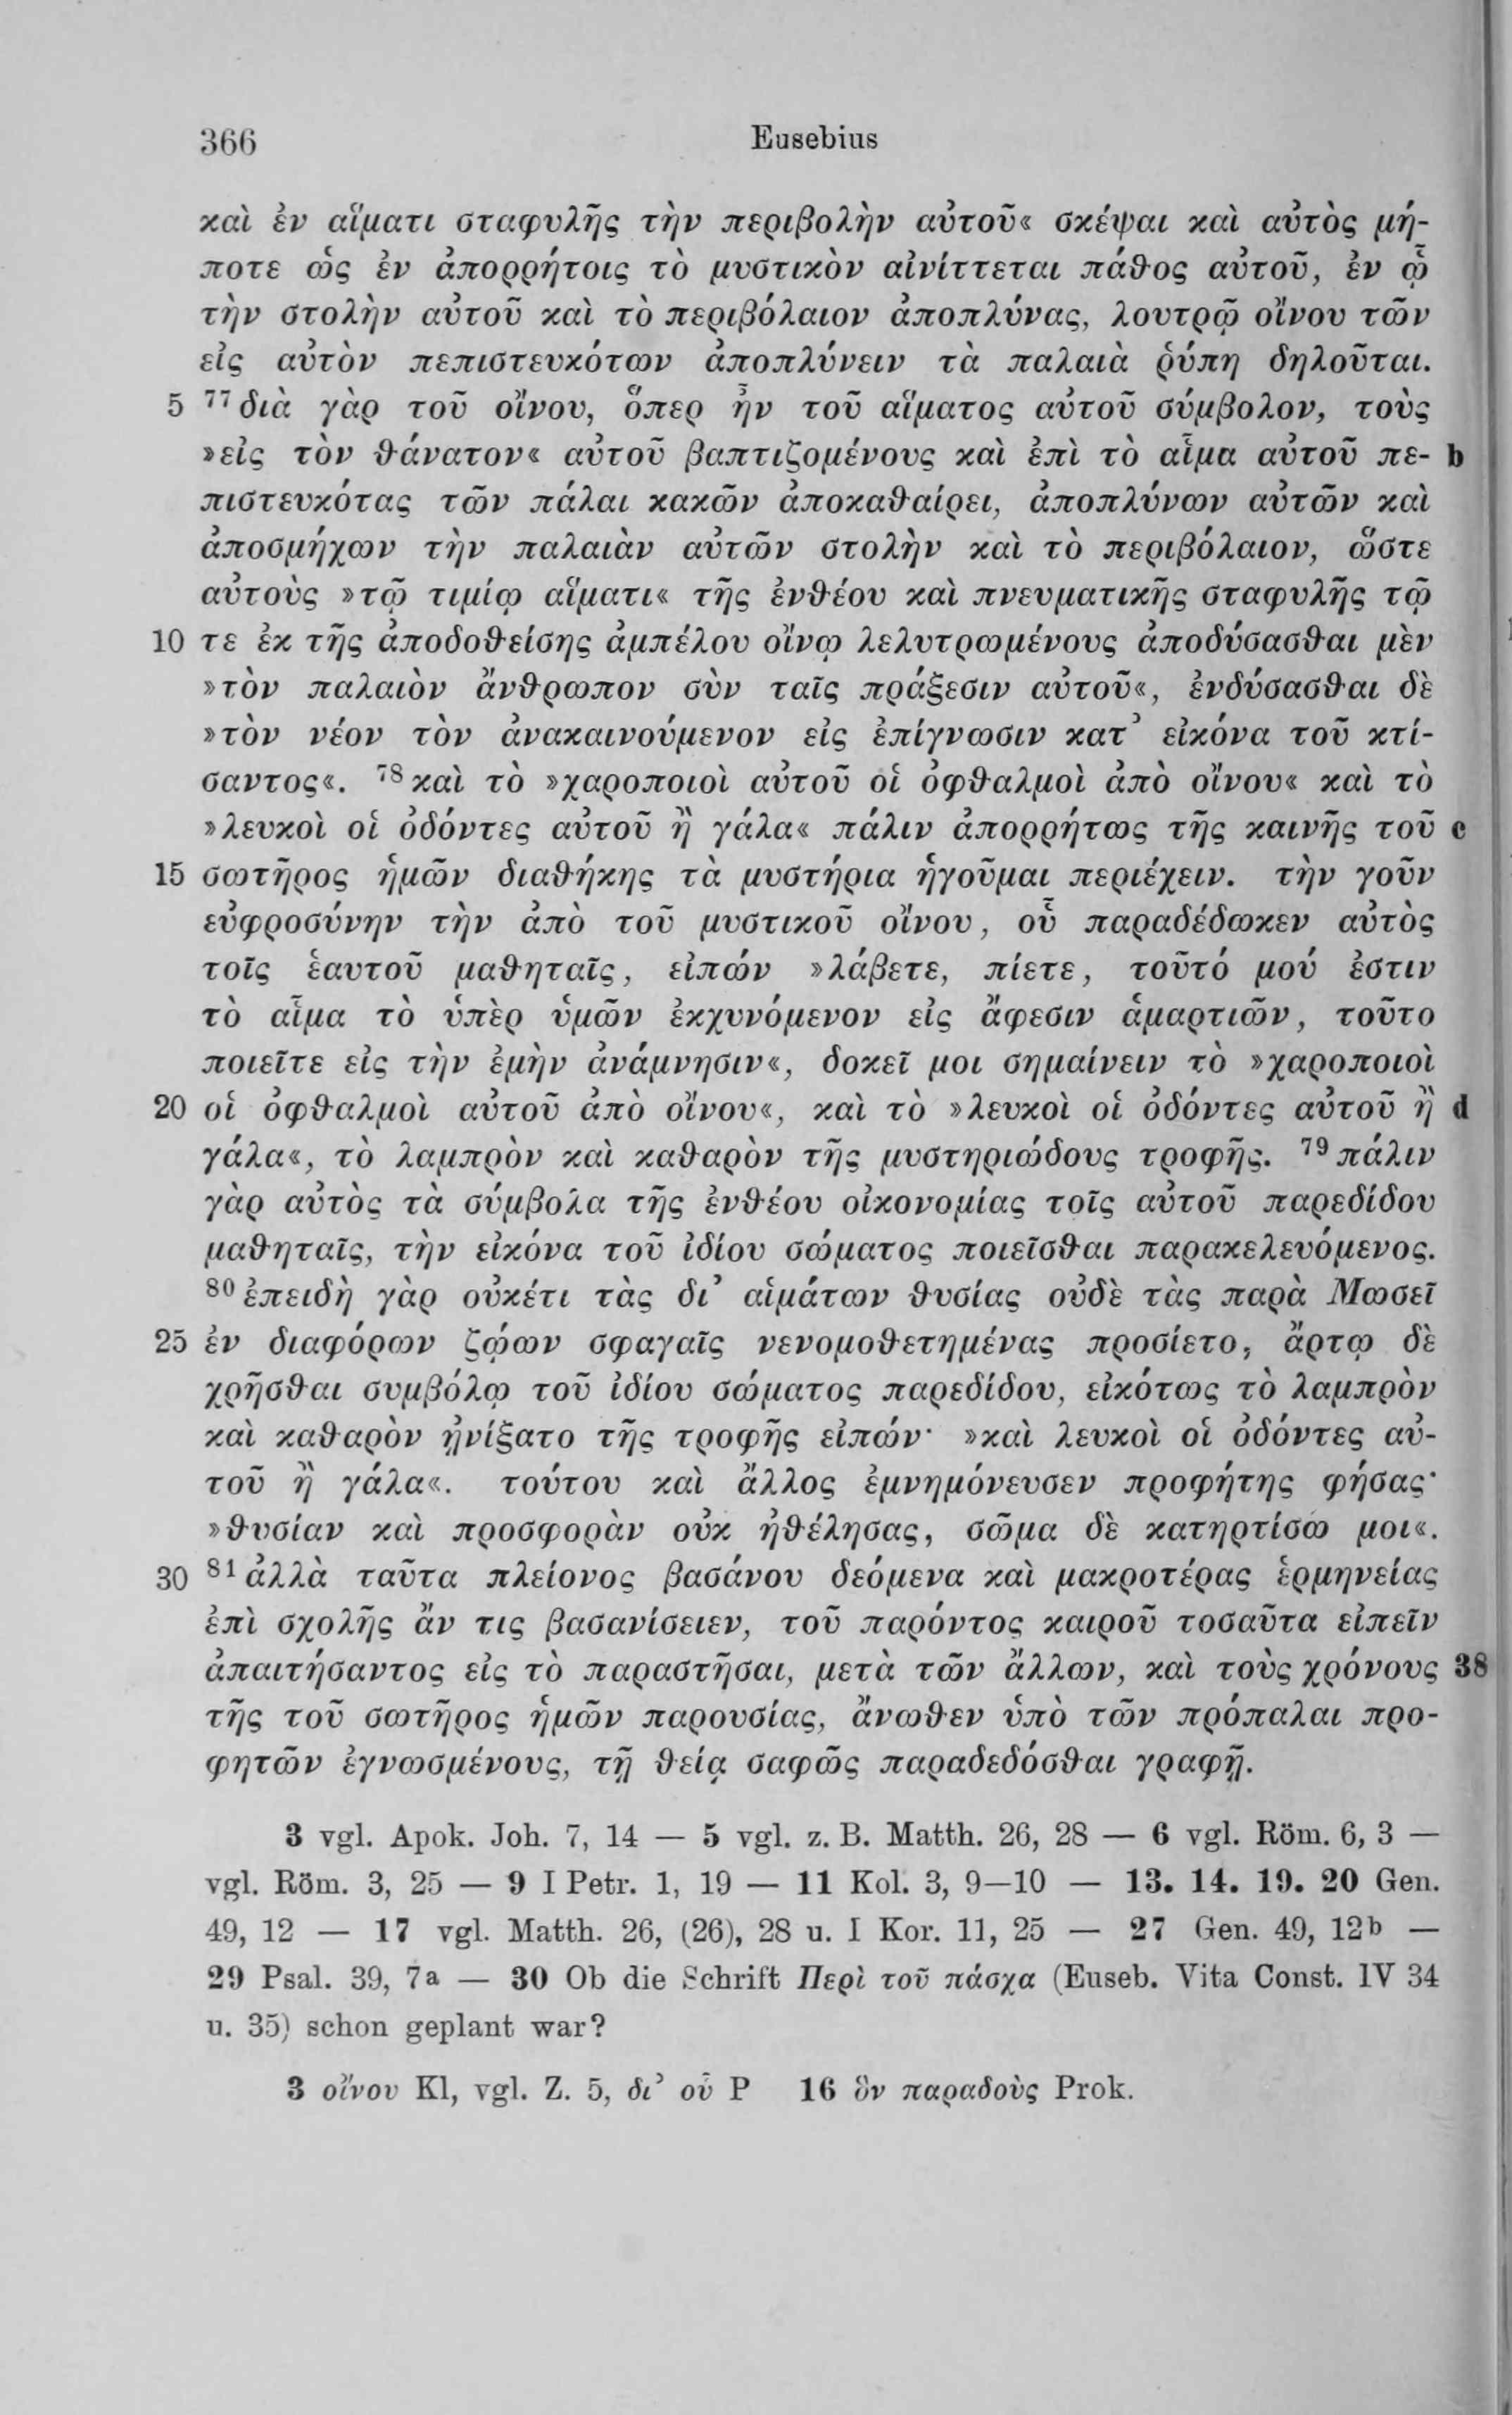 366 Eusebius
καὶ ἐν αἵματι σταφυλῆς τὴν περιβολὴν αὐτοῦ« σκέψαι καὶ αὐτὸς μή-
ποτε ὡς ἐν ἀπορρήτοις τὸ μυστικὸν αἰνίττεται πάθος αὐτοῦ, ἐν ᾧ
τὴν στολὴν αὐτοῦ καὶ τὸ περιβόλαιον ἀποπλύνας, λουτρῷ οἴνου τῶν
εἰς αὐτὸν πεπιστευκότων ἀποπλύνειν τὰ παλαιὰ ῥύπη δηλοῦται.
5 77 διὰ γὰρ τοῦ οἴνου, ὅπερ ἦν τοῦ αἵματος αὐτοῦ σύμβολον, τοὺς
»εἰς τὸν θάνατον« αὐτοῦ βαπτιζομένους καὶ ἐπὶ τὸ αἷμα αὐτοῦ πε- b
πιστευκότας τῶν πάλαι κακῶν ἀποκαθαίρει, ἀποπλύνων αὐτῶν καὶ
ἀποσμήχων τὴν παλαιὰν αὐτῶν στολὴν καὶ τὸ περιβόλαιον, ὥστε
αὐτοὺς »τῷ τιμίῳ αἵματι« τῆς ἐνθέου καὶ πνευματικῆς σταφυλῆς τῷ
10 τε ἐκ τῆς ἀποδοθείσης ἀμπέλου οἴνῳ λελυτρωμένους ἀποδύσασθαι μὲν
»τὸν παλαιὸν ἄνθρωπον σὺν ταῖς πράξεσιν αὐτοῦ«, ἐνδύσασθαι δὲ
»τὸν νέον τὸν ἀνακαινούμενον εἰς ἐπίγνωσιν κατ᾽ εἰκόνα τοῦ κτί-
σαντος«. 78 καὶ τὸ »χαροποιοὶ αὐτοῦ οἱ ὀφθαλμοὶ ἀπὸ οἴνου« καὶ τὸ
»λευκοὶ οἱ ὀδόντες αὐτοῦ ἢ γάλα« πάλιν ἀπορρήτως τῆς καινῆς τοῦ c
15 σωτῆρος ἡμῶν διαθήκης τὰ μυστήρια ἡγοῦμαι περιέχειν. τὴν γοῦν
εὐφροσύνην τὴν ἀπὸ τοῦ μυστικοῦ οἴνου, οὗ παραδέδωκεν αὐτὸς
τοῖς ἑαυτοῦ μαθηταῖς, εἰπών »λάβετε, πίετε, τοῦτό μού ἐστιν
τὸ αἷμα τὸ ὑπὲρ ὑμῶν ἐκχυνόμενον εἰς ἄφεσιν ἁμαρτιῶν, τοῦτο
ποιεῖτε εἰς τὴν ἐμὴν ἀνάμνησιν«, δοκεῖ μοι σημαίνειν τὸ »χαροποιοὶ
20 οἱ ὀφθαλμοὶ αὐτοῦ ἀπὸ οἴνου«, καὶ τὸ »λευκοὶ οἱ ὀδόντες αὐτοῦ ἢ d
γάλα«, τὸ λαμπρὸν καὶ καθαρὸν τῆς μυστηριώδους τροφῆς. 79 πάλιν
γὰρ αὐτὸς τὰ σύμβολα τῆς ἐνθέου οἰκονομίας τοῖς αὐτοῦ παρεδίδου
μαθηταῖς, τὴν εἰκόνα τοῦ ἰδίου σώματος ποιεῖσθαι παρακελευόμενος.
80 ἐπειδὴ γὰρ οὐκέτι τὰς δι᾽ αἱμάτων θυσίας οὐδὲ τὰς παρὰ Μωσεῖ
25 ἐν διαφόρων ζῴων σφαγαῖς νενομοθετημένας προσίετο, ἄρτῳ δὲ
χρῆσθαι συμβόλῳ τοῦ ἰδίου σώματος παρεδίδου, εἰκότως τὸ λαμπρὸν
καὶ καθαρὸν ᾐνίξατο τῆς τροφῆς εἰπών· »καὶ λευκοὶ οἱ ὀδόντες αὐ-
τοῦ ἢ γάλα«. τούτου καὶ ἄλλος ἐμνημόνευσεν προφήτης φήσας·
»θυσίαν καὶ προσφορὰν οὐκ ἠθέλησας, σῶμα δὲ κατηρτίσω μοι«.
30 81 ἀλλὰ ταῦτα πλείονος βασάνου δεόμενα καὶ μακροτέρας ἑρμηνείας
ἐπὶ σχολῆς ἄν τις βασανίσειεν, τοῦ παρόντος καιροῦ τοσαῦτα εἰπεῖν
ἀπαιτήσαντος εἰς τὸ παραστῆσαι, μετὰ τῶν ἄλλων, καὶ τοὺς χρόνους 38
τῆς τοῦ σωτῆρος ἡμῶν παρουσίας, ἄνωθεν ὑπὸ τῶν πρόπαλαι προ-
φητῶν ἐγνωσμένους, τῇ θείᾳ σαφῶς παραδεδόσθαι γραφῇ.
3 vgl. Apok. Joh. 7, 14 — 5 vgl. z. B. Matth. 26, 28 — 6 vgl. Röm. 6, 3 —
vgl. Röm. 3, 25 — 9 I Petr. 1, 19 — 11 Kol. 3, 9—10 — 13. 14. 19. 20 Gen.
49, 12 — 17 vgl. Matth. 26, (26), 28 u. I Kor. 11, 25 — 27 Gen. 49, 12b —
29 Psal. 39, 7a — 30 Ob die Schrift Περὶ τοῦ πάσχα (Euseb. Vita Const. IV 34
u. 35) schon geplant war?
3 οἴνου Kl, vgl. Z. 5, δι᾽ οὗ P 16 ὃν παραδοὺς Prok.